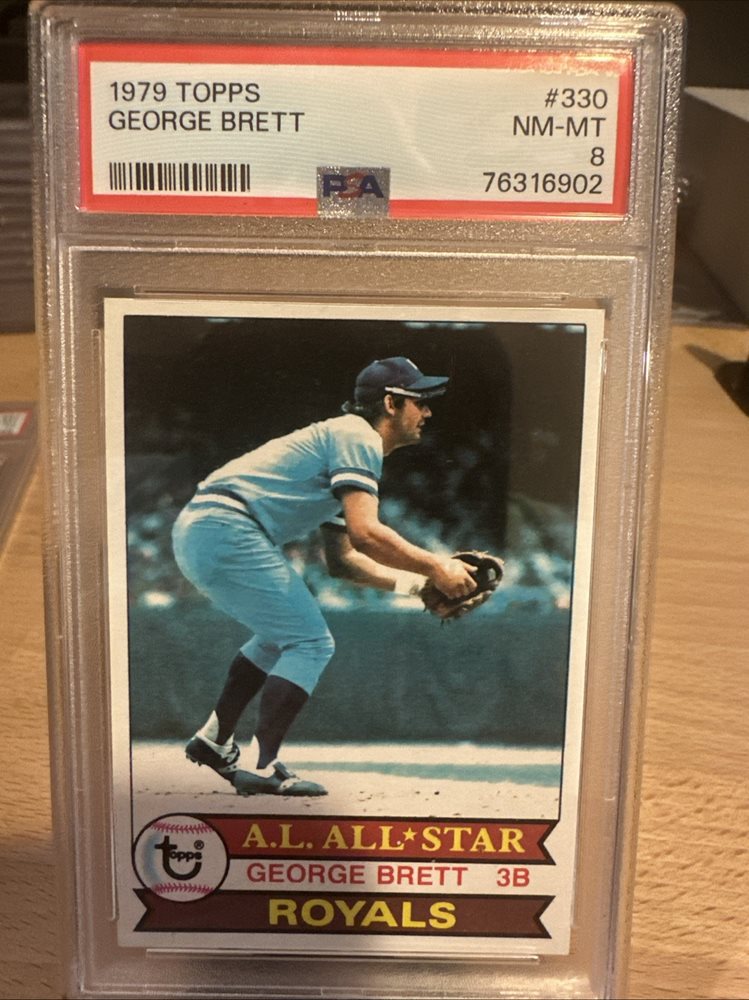 1979 TOPPS #330
GEORGE BRETT NM-MT
8
PSA 76316902
A.L. ALL★STAR
Topps®
GEORGE BRETT 3B
ROYALS